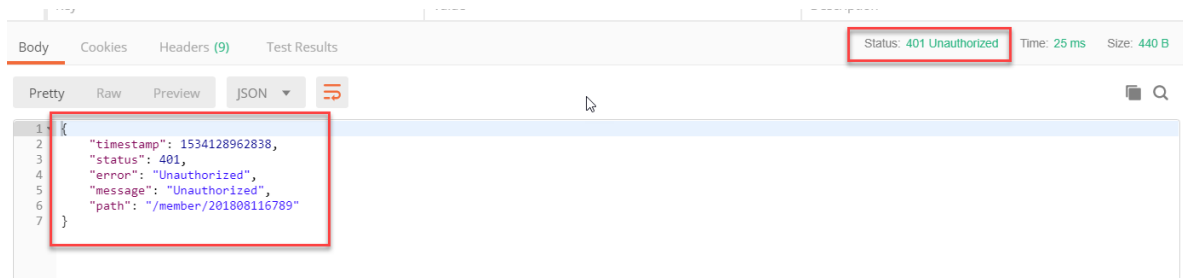 Body Cookies Headers (9) Test Results Status: 401 Unauthorized Time: 25 ms Size: 440 B
Pretty Raw Preview JSON
1 {
2 "timestamp": 1534128962838,
3 "status": 401,
4 "error": "Unauthorized",
5 "message": "Unauthorized",
6 "path": "/member/201808116789"
7 }